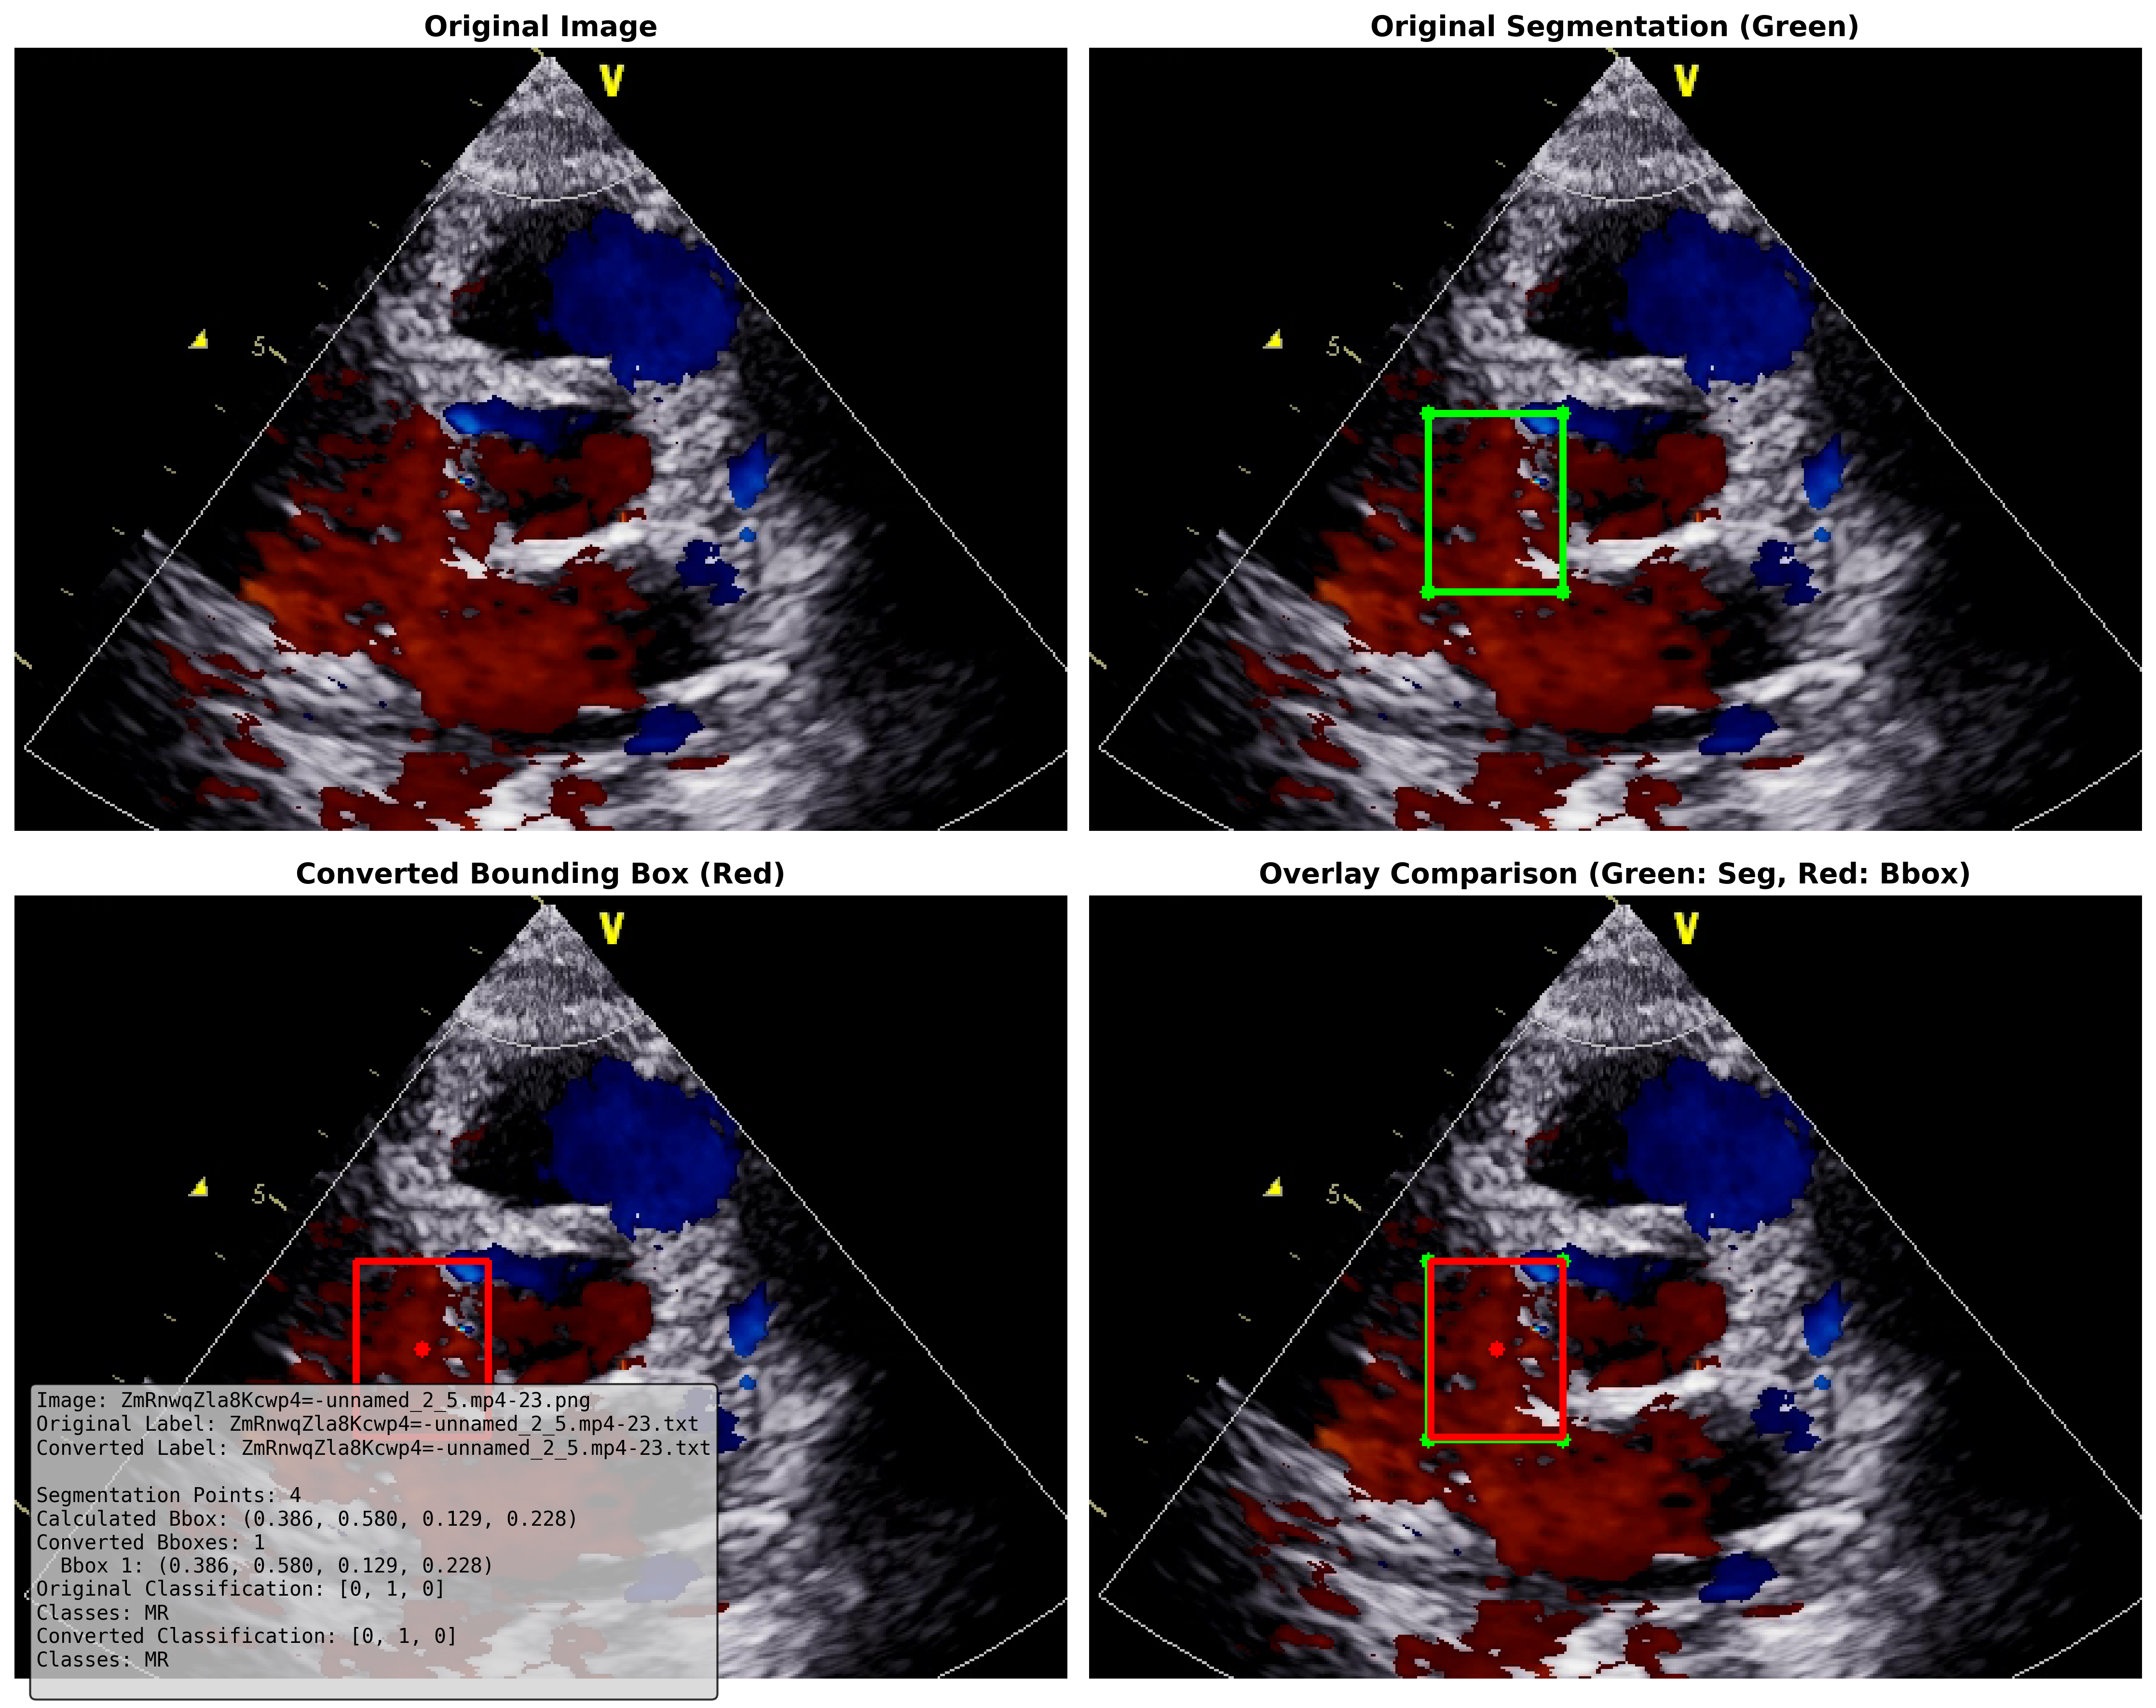 Original Image
Original Segmentation (Green)
V
5
V
5
Converted Bounding Box (Red)
Overlay Comparison (Green: Seg, Red: Bbox)
V
5
V
5
Image: ZmRnwqZla8Kcwp4=-unnamed_2_5.mp4-23.png
Original Label: ZmRnwqZla8Kcwp4=-unnamed_2_5.mp4-23.txt
Converted Label: ZmRnwqZla8Kcwp4=-unnamed_2_5.mp4-23.txt
Segmentation Points: 4
Calculated Bbox: (0.386, 0.580, 0.129, 0.228)
Converted Bboxes: 1
Bbox 1: (0.386, 0.580, 0.129, 0.228)
Original Classification: [0, 1, 0]
Classes: MR
Converted Classification: [0, 1, 0]
Classes: MR